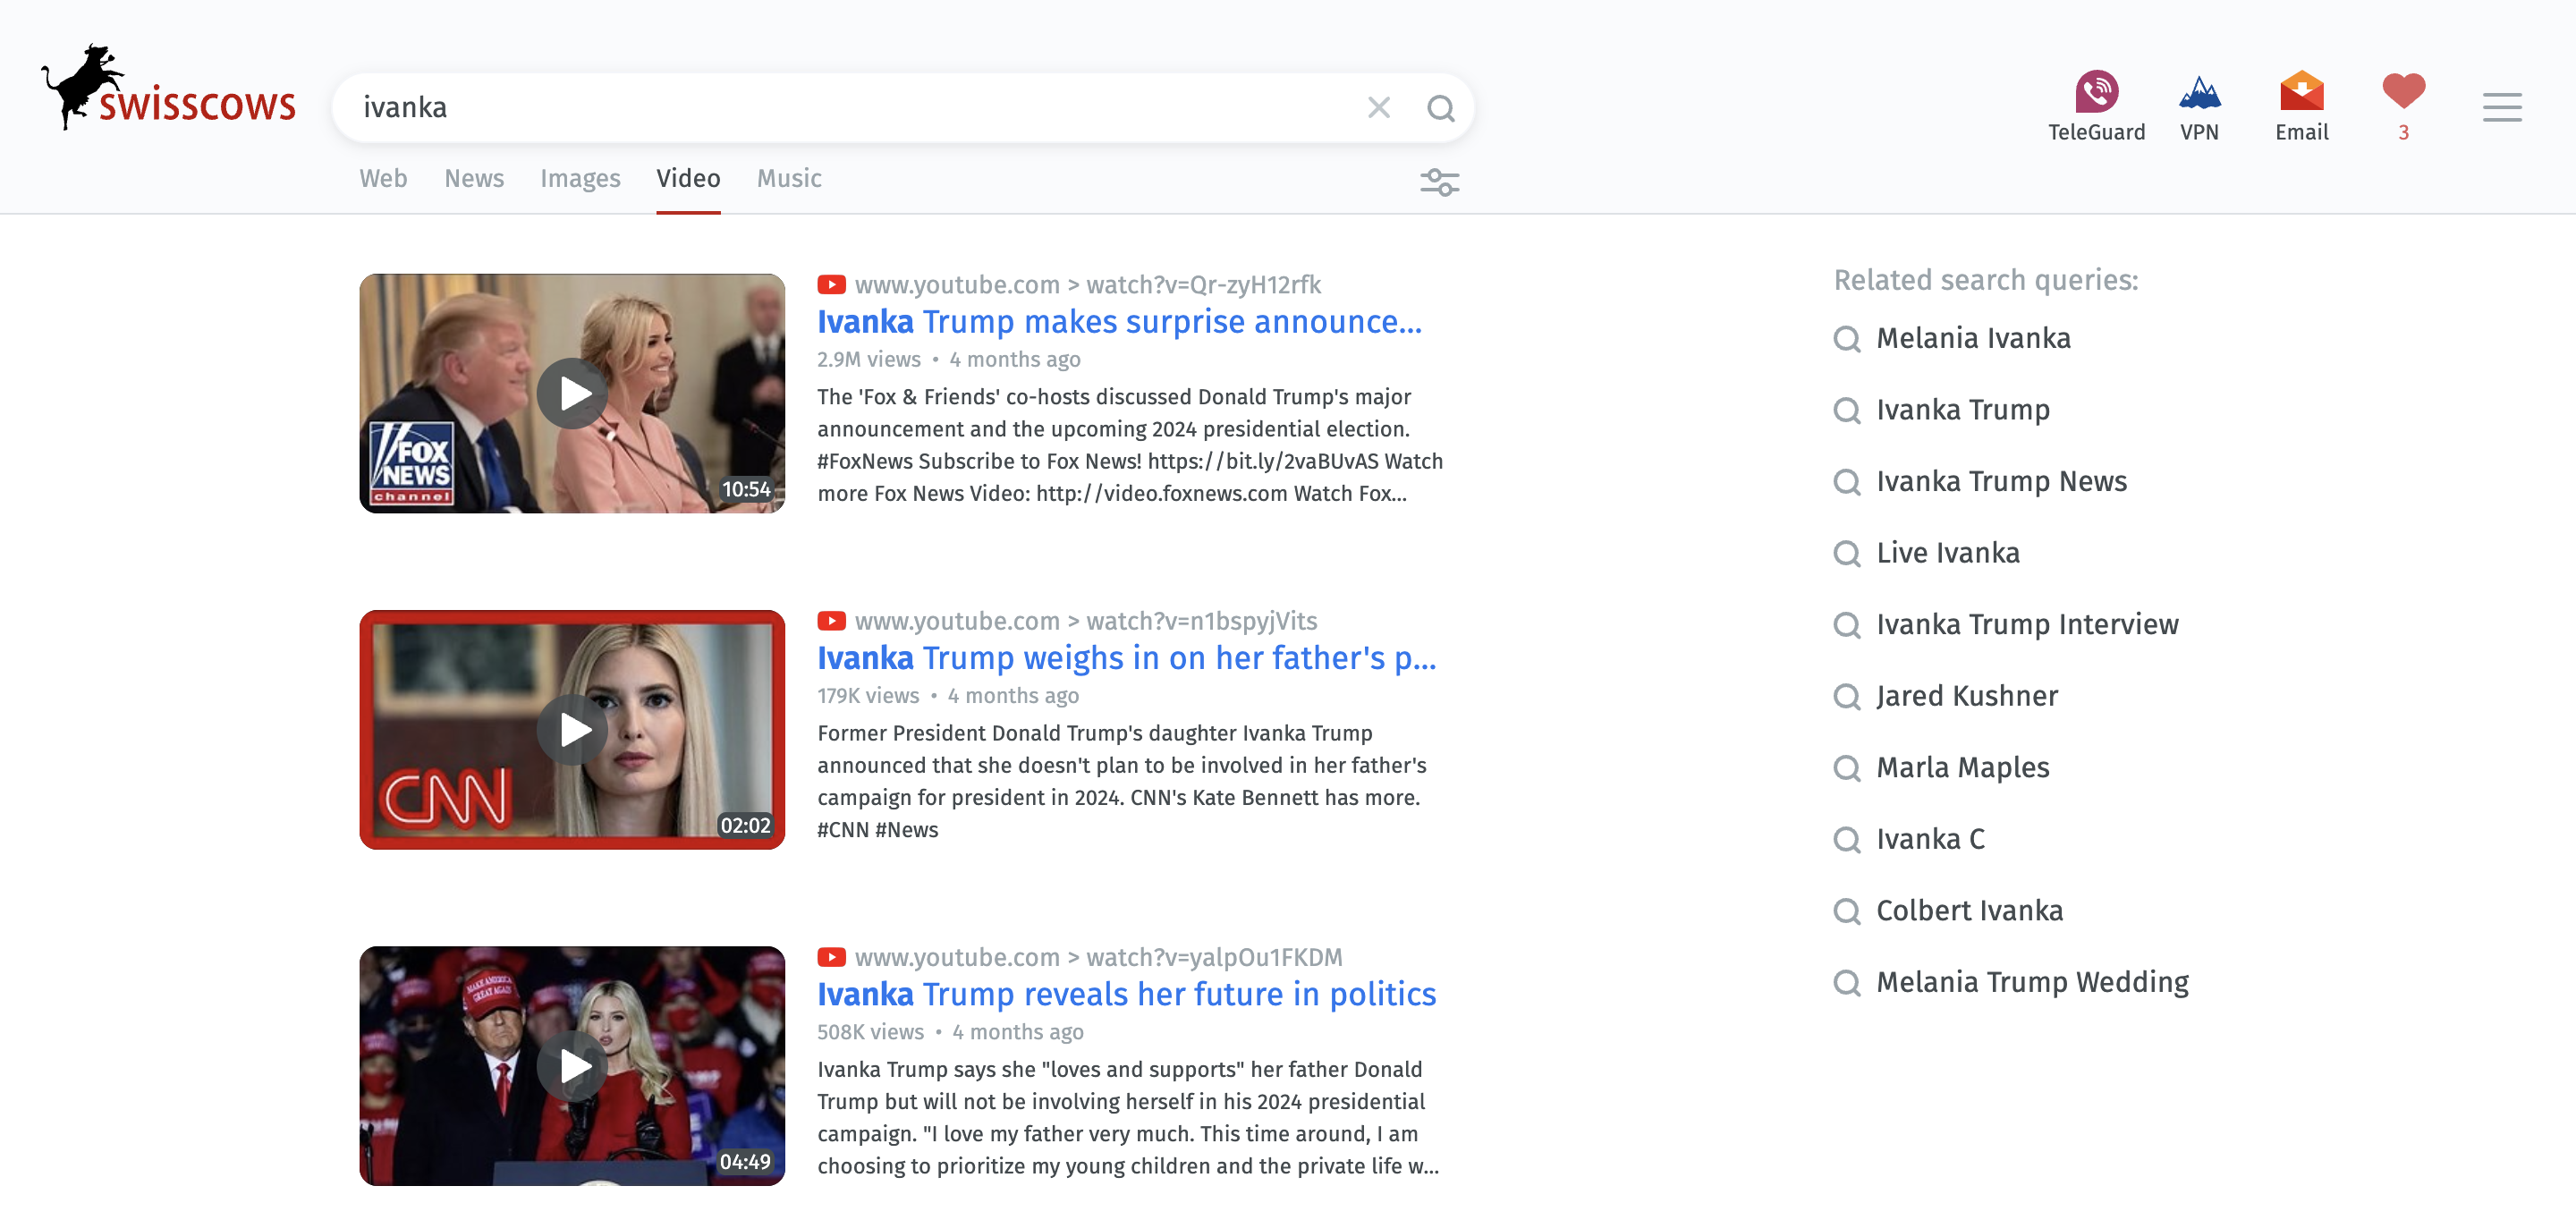 swisscows
ivanka
TeleGuard
VPN
Email
3
Web
News
Images
Video
Music
FOX
NEWS
channel
10:54
www.youtube.com > watch?v=Qr-zyH12rfk
Ivanka Trump makes surprise announce...
2.9M views • 4 months ago
The 'Fox & Friends' co-hosts discussed Donald Trump's major
announcement and the upcoming 2024 presidential election.
#FoxNews Subscribe to Fox News! https://bit.ly/2vaBUvAS Watch
more Fox News Video: http://video.foxnews.com Watch Fox...
CNN
02:02
www.youtube.com > watch?v=n1bspyjVits
Ivanka Trump weighs in on her father's p...
179K views • 4 months ago
Former President Donald Trump's daughter Ivanka Trump
announced that she doesn't plan to be involved in her father's
campaign for president in 2024. CNN's Kate Bennett has more.
#CNN #News
MAKE AMERICA
GREAT AGAIN
04:49
www.youtube.com > watch?v=yalpOu1FKDM
Ivanka Trump reveals her future in politics
508K views • 4 months ago
Ivanka Trump says she "loves and supports" her father Donald
Trump but will not be involving herself in his 2024 presidential
campaign. "I love my father very much. This time around, I am
choosing to prioritize my young children and the private life w...
Related search queries:
Melania Ivanka
Ivanka Trump
Ivanka Trump News
Live Ivanka
Ivanka Trump Interview
Jared Kushner
Marla Maples
Ivanka C
Colbert Ivanka
Melania Trump Wedding